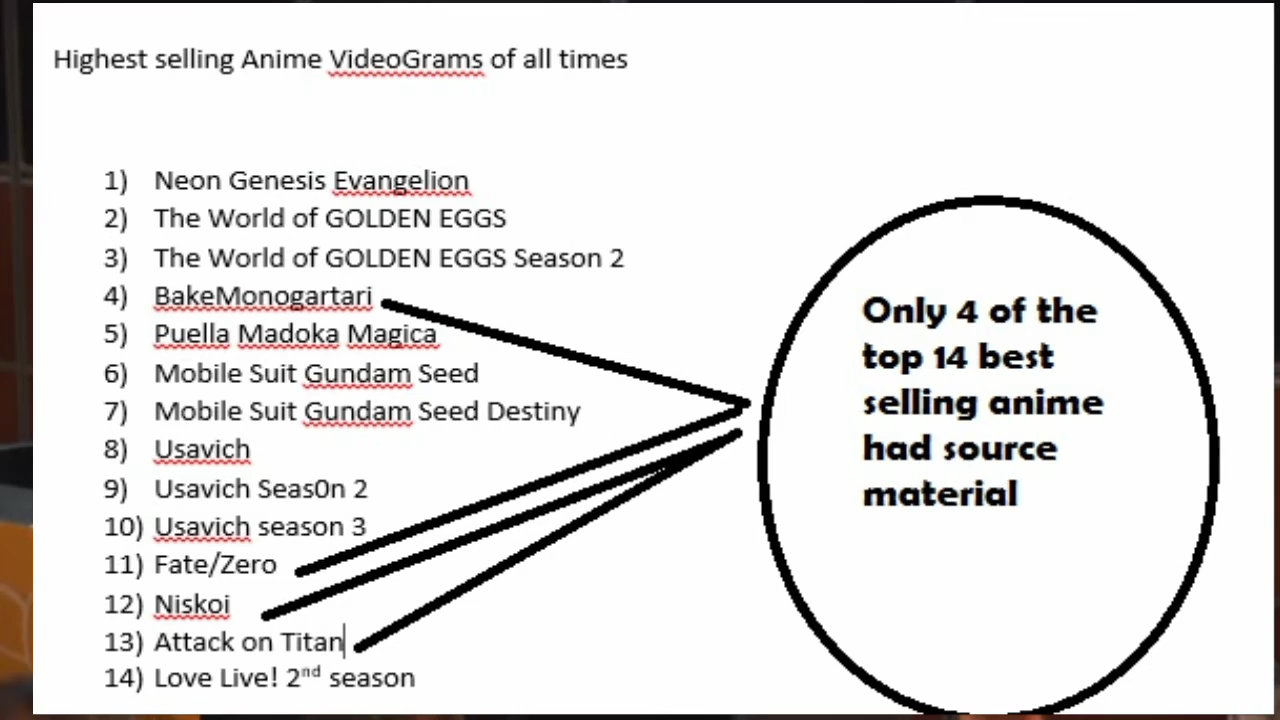 Highest selling Anime VideoGrams of all times
1) Neon Genesis Evangelion
2) The World of GOLDEN EGGS
3) The World of GOLDEN EGGS Season 2
4) BakeMonogartari
5) Puella Madoka Magica
6) Mobile Suit Gundam Seed
7) Mobile Suit Gundam Seed Destiny
8) Usavich
9) Usavich Seas0n 2
10) Usavich season 3
11) Fate/Zero
12) Niskoi
13) Attack on Titan
14) Love Live! 2nd season
Only 4 of the
top 14 best
selling anime
had source
material